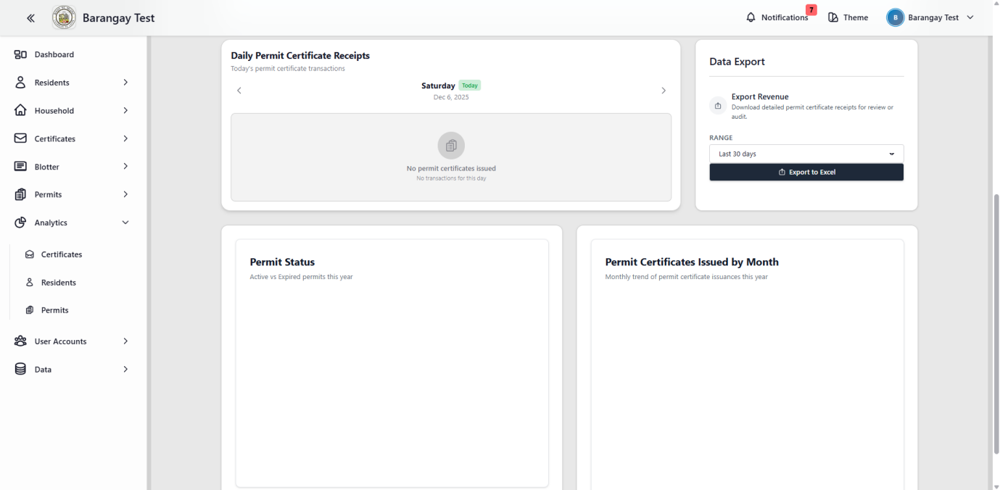 Barangay Test
Notifications
7
Theme
B
Barangay Test
Dashboard
Residents
Household
Certificates
Blotter
Permits
Analytics
Certificates
Residents
Permits
User Accounts
Data
Daily Permit Certificate Receipts
Today's permit certificate transactions
Saturday Today
Dec 6, 2025
No permit certificates issued
No transactions for this day
Data Export
Export Revenue
Download detailed permit certificate receipts for review or
audit.
RANGE
Last 30 days
Export to Excel
Permit Status
Active vs Expired permits this year
Permit Certificates Issued by Month
Monthly trend of permit certificate issuances this year